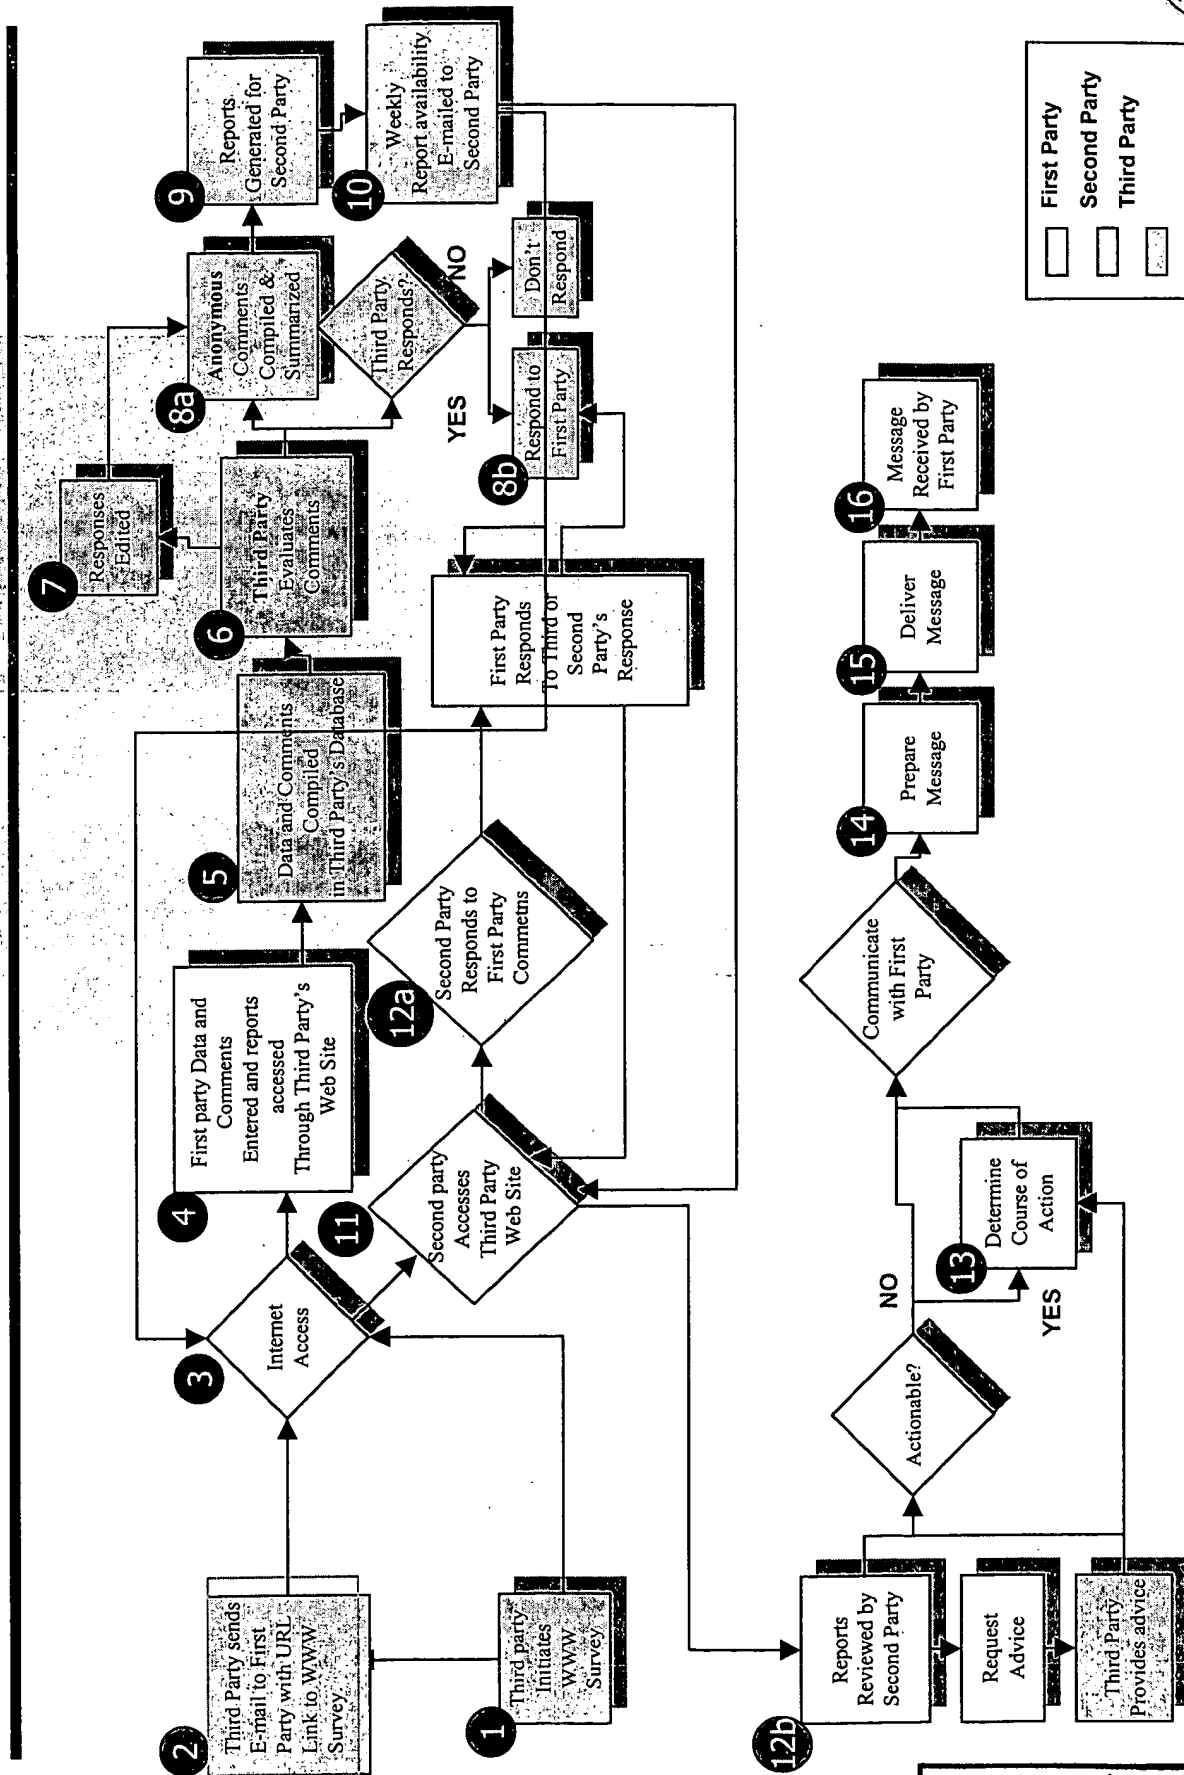 2
Third Party sends
E-mail to First
Party with URL
Link to WWW
Survey
1
Third party
Initiates
WWW
Survey
3
Internet
Access
4
First party Data and
Comments
Entered and reports
accessed
Through Third Party's
Web Site
5
Data and Comments
Compiled
in Third Party's Database
6
Third Party
Evaluates
Comments
7
Responses
Edited
8a
Anonymous
Comments
Compiled &
Summarized
9
Reports
Generated for
Second Party
10
Weekly
Report availability
E-mailed to
Second Party
Third Party
Responds?
YES
NO
8b
Respond to
First Party
Don't
Respond
11
Second party
Accesses
Third Party
Web Site
12a
Second Party
Responds to
First Party
Commetns
First Party
Responds
To Third or
Second
Party's
Response
12b
Reports
Reviewed by
Second Party
Request
Advice
Third Party
Provides advice
Actionable?
NO
YES
13
Determine
Course of
Action
Communicate
with First
Party
14
Prepare
Message
15
Deliver
Message
16
Message
Received by
First Party
First Party
Second Party
Third Party